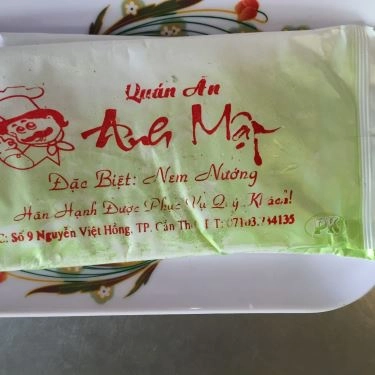 Quán Ăn
Anh Mập
Đặc Biệt: Nem Nướng
Hân Hạnh Được Phục Vụ Quý Khách!
C: Số 9 Nguyễn Việt Hồng, TP. Cần Thơ
PK